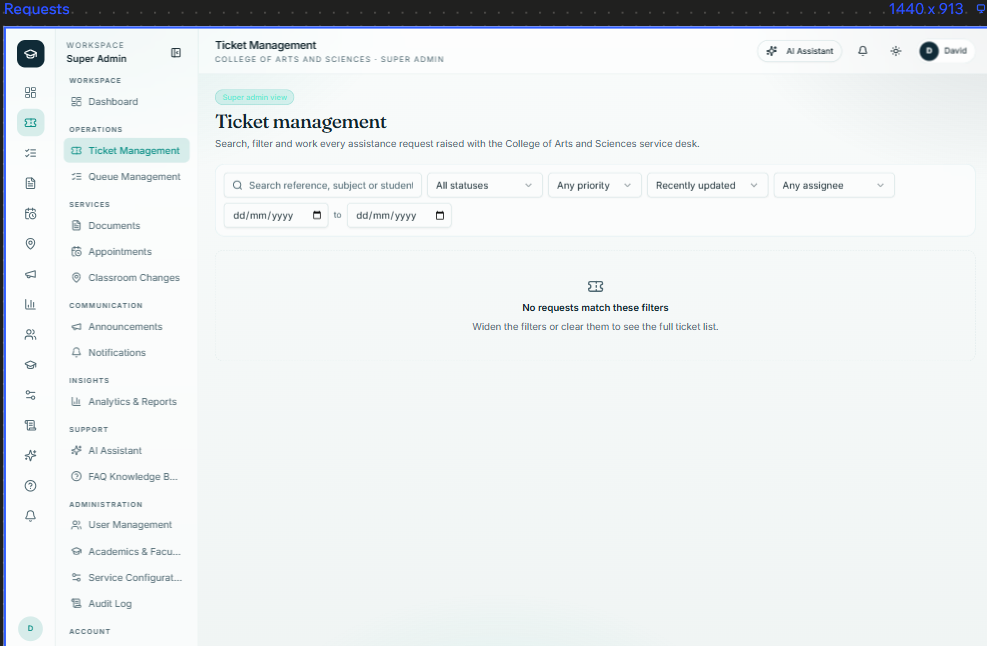 Requests
1440 x 913
WORKSPACE
Super Admin
WORKSPACE
Dashboard
OPERATIONS
Ticket Management
Queue Management
SERVICES
Documents
Appointments
Classroom Changes
COMMUNICATION
Announcements
Notifications
INSIGHTS
Analytics & Reports
SUPPORT
AI Assistant
FAQ Knowledge B...
ADMINISTRATION
User Management
Academics & Facu...
Service Configurat...
Audit Log
ACCOUNT
D
Ticket Management
COLLEGE OF ARTS AND SCIENCES · SUPER ADMIN
AI Assistant
D David
Super admin view
Ticket management
Search, filter and work every assistance request raised with the College of Arts and Sciences service desk.
Search reference, subject or student
All statuses
Any priority
Recently updated
Any assignee
dd/mm/yyyy to dd/mm/yyyy
No requests match these filters
Widen the filters or clear them to see the full ticket list.